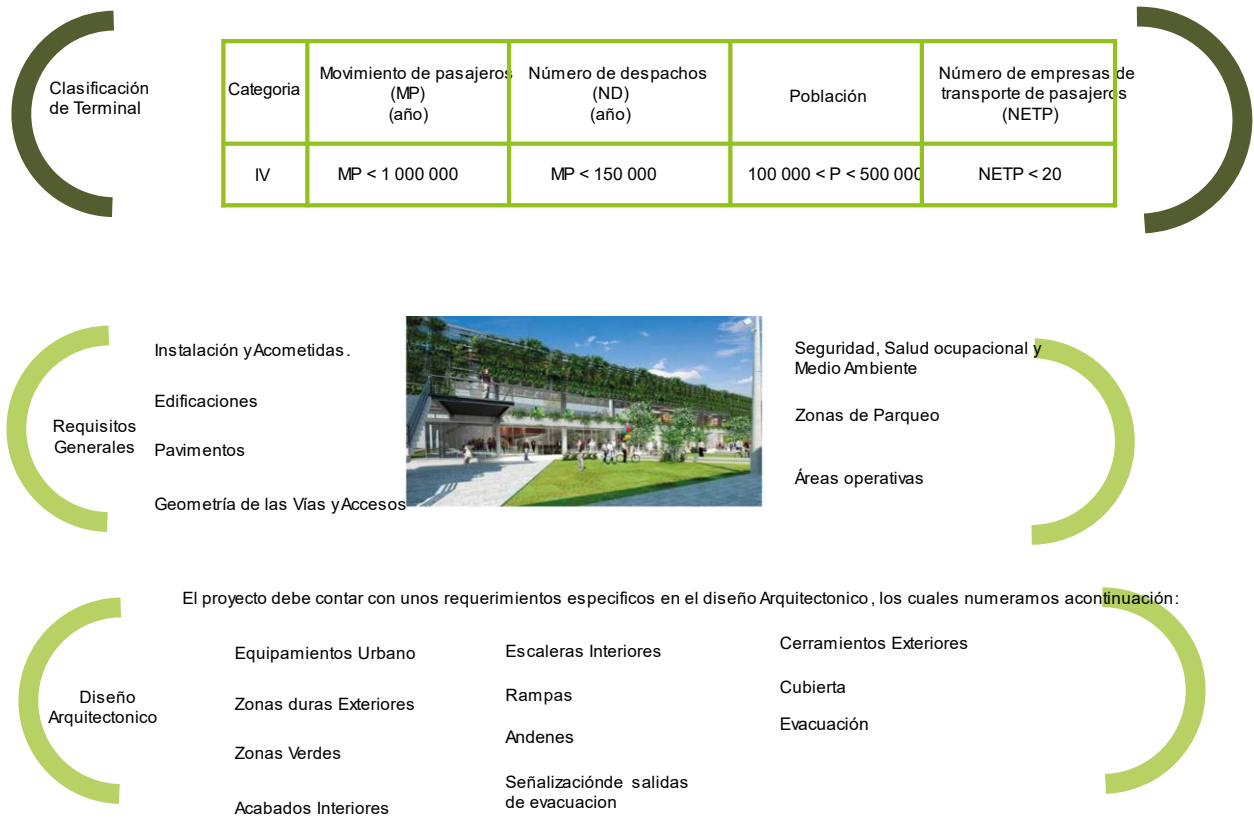 Clasificación
de Terminal
Categoria
Movimiento de pasajeros
(MP)
(año)
Número de despachos
(ND)
(año)
Población
Número de empresas de
transporte de pasajeros
(NETP)
IV
MP < 1 000 000
MP < 150 000
100 000 < P < 500 000
NETP < 20
Requisitos
Generales
Instalación y Acometidas.
Edificaciones
Pavimentos
Geometría de las Vías y Accesos
Seguridad, Salud ocupacional y
Medio Ambiente
Zonas de Parqueo
Áreas operativas
Diseño
Arquitectonico
El proyecto debe contar con unos requerimientos especificos en el diseño Arquitectonico, los cuales numeramos acontinuación:
Equipamientos Urbano
Zonas duras Exteriores
Zonas Verdes
Acabados Interiores
Escaleras Interiores
Rampas
Andenes
Señalizaciónde salidas
de evacuacion
Cerramientos Exteriores
Cubierta
Evacuación